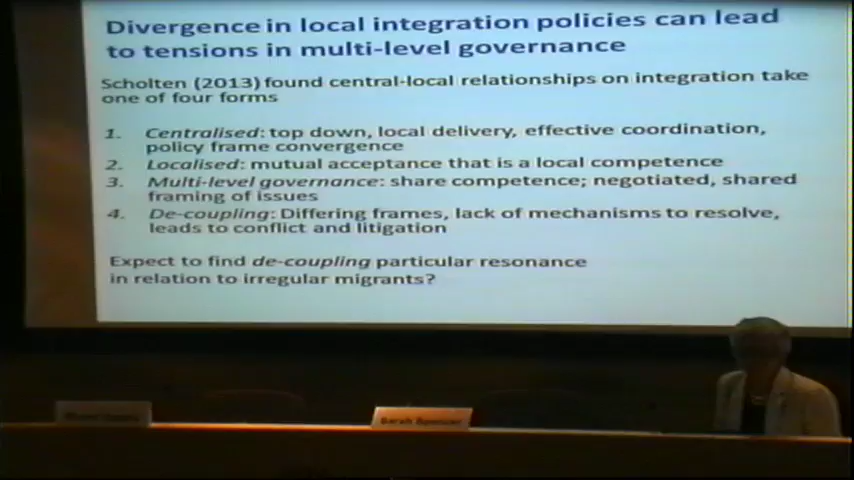 Divergence in local integration policies can lead
to tensions in multi-level governance
Scholten (2013) found central-local relationships on integration take
one of four forms
1. Centralised: top down, local delivery, effective coordination,
policy frame convergence
2. Localised: mutual acceptance that is a local competence
3. Multi-level governance: share competence; negotiated, shared
framing of issues
4. De-coupling: Differing frames, lack of mechanisms to resolve,
leads to conflict and litigation
Expect to find de-coupling particular resonance
in relation to irregular migrants?
Sarah Spencer